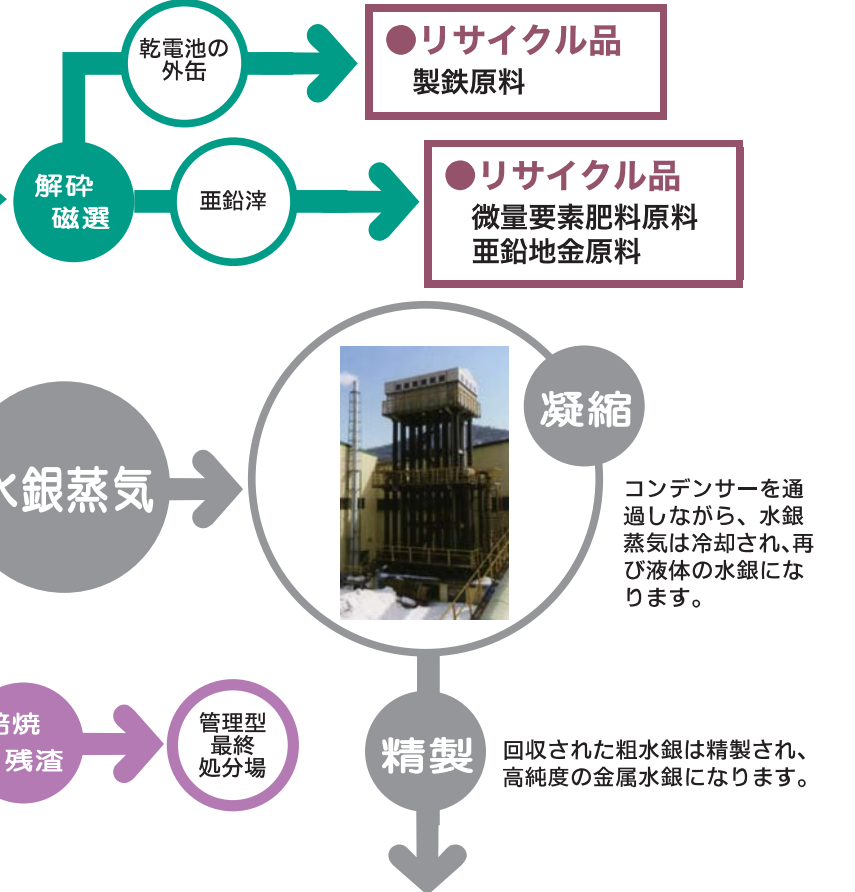 乾電池の
外缶
●リサイクル品
製鉄原料
解砕
磁選
亜鉛滓
●リサイクル品
微量要素肥料原料
亜鉛地金原料
水銀蒸気
凝縮
コンデンサーを通
過しながら、水銀
蒸気は冷却され、再
び液体の水銀にな
ります。
焙焼
残渣
管理型
最終
処分場
精製
回収された粗水銀は精製され、
高純度の金属水銀になります。